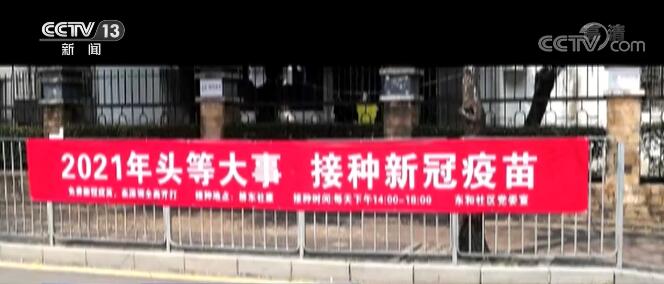 CCTV 13
新闻
CCTV.com
2021年头等大事 接种新冠疫苗
接种时间:每天下午14:00-18:00 东和社区党委宣